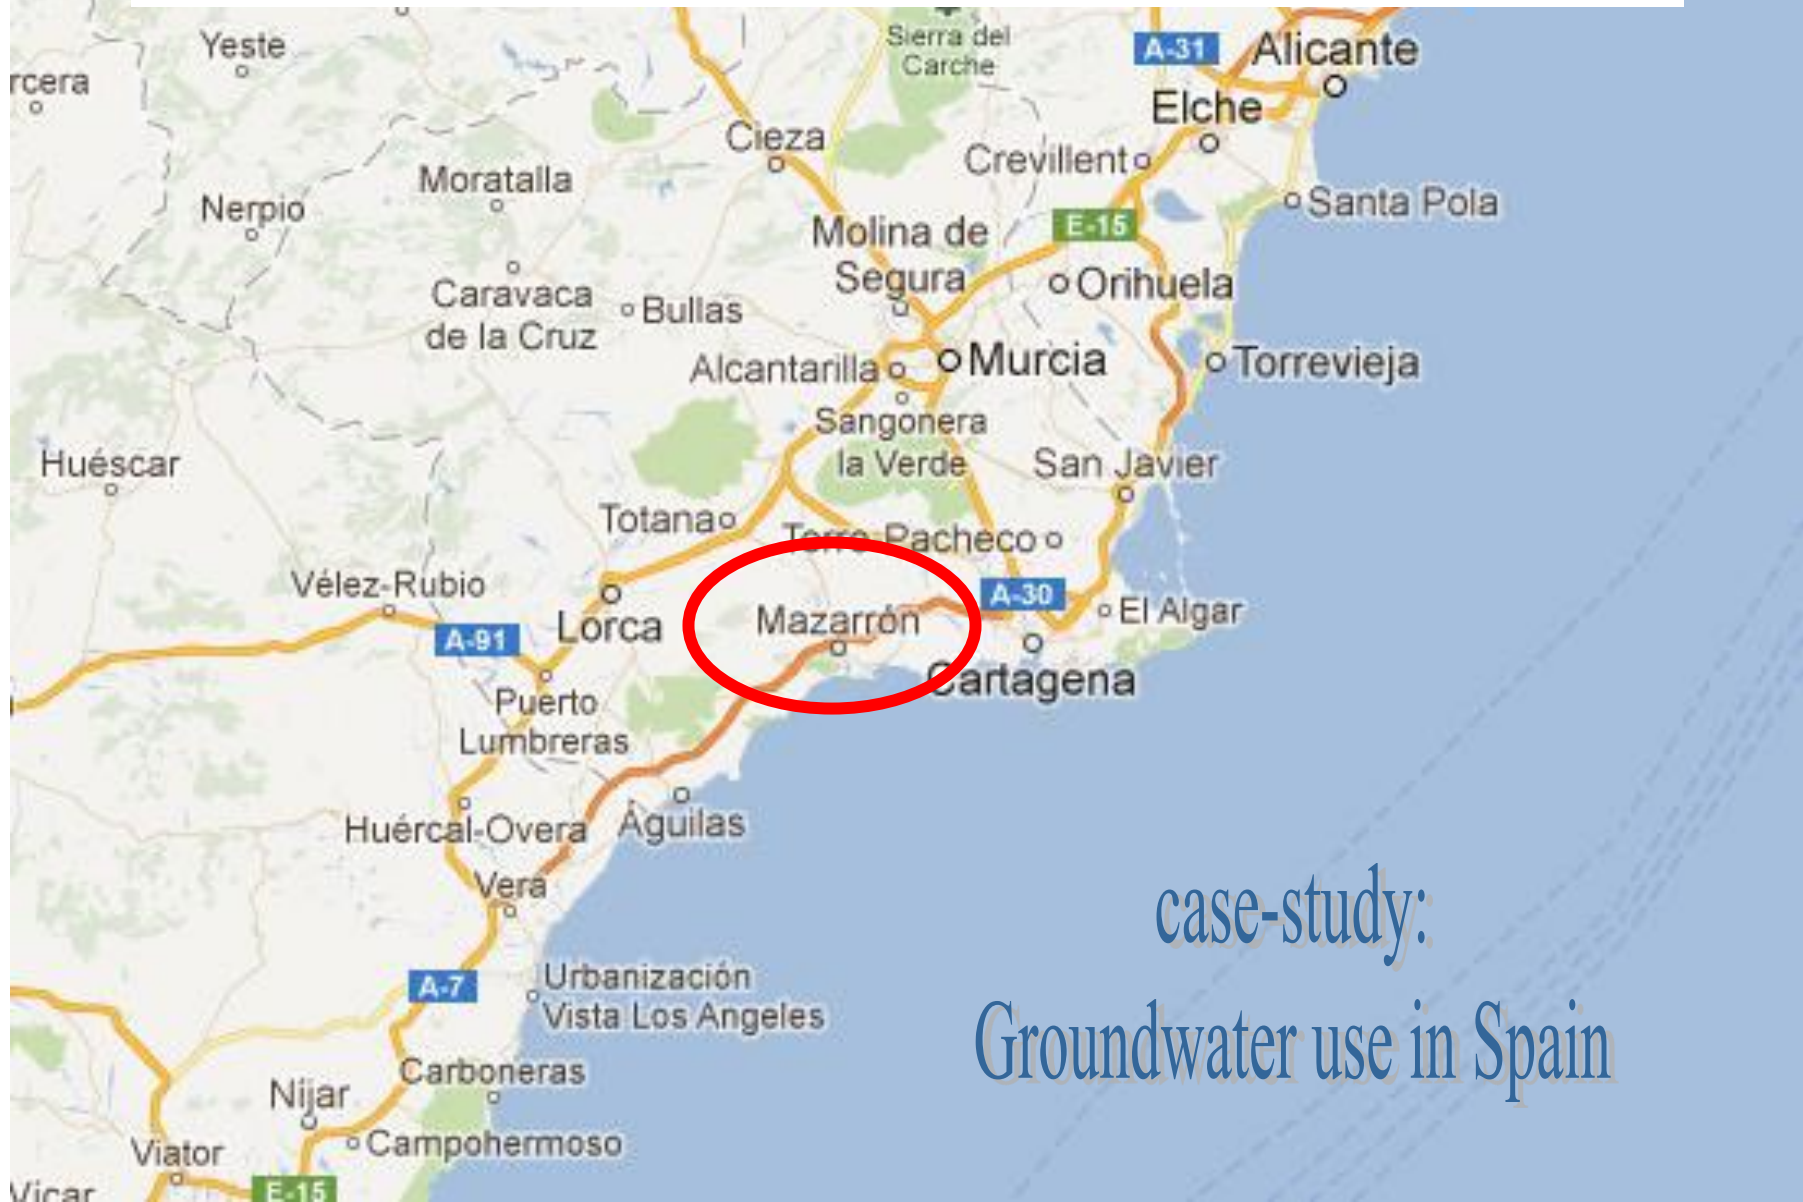 Yeste
rcera
Sierra del
Carche
A-31
Alicante
Elche
Cieza
Crevillent
Moratalla
Nerpio
Santa Pola
Molina de
Segura
E-15
Orihuela
Caravaca
de la Cruz
Bullas
Murcia
Alcantarilla
Torrevieja
Sangonera
la Verde
San Javier
Huéscar
Totana
Torre-Pacheco
Vélez-Rubio
A-30
El Algar
Mazarrón
Lorca
A-91
Cartagena
Puerto
Lumbreras
Huércal-Overa
Águilas
Vera
case-study:
Groundwater use in Spain
A-7
Urbanización
Vista Los Angeles
Carboneras
Níjar
Campohermoso
Viator
E-15
Vicar